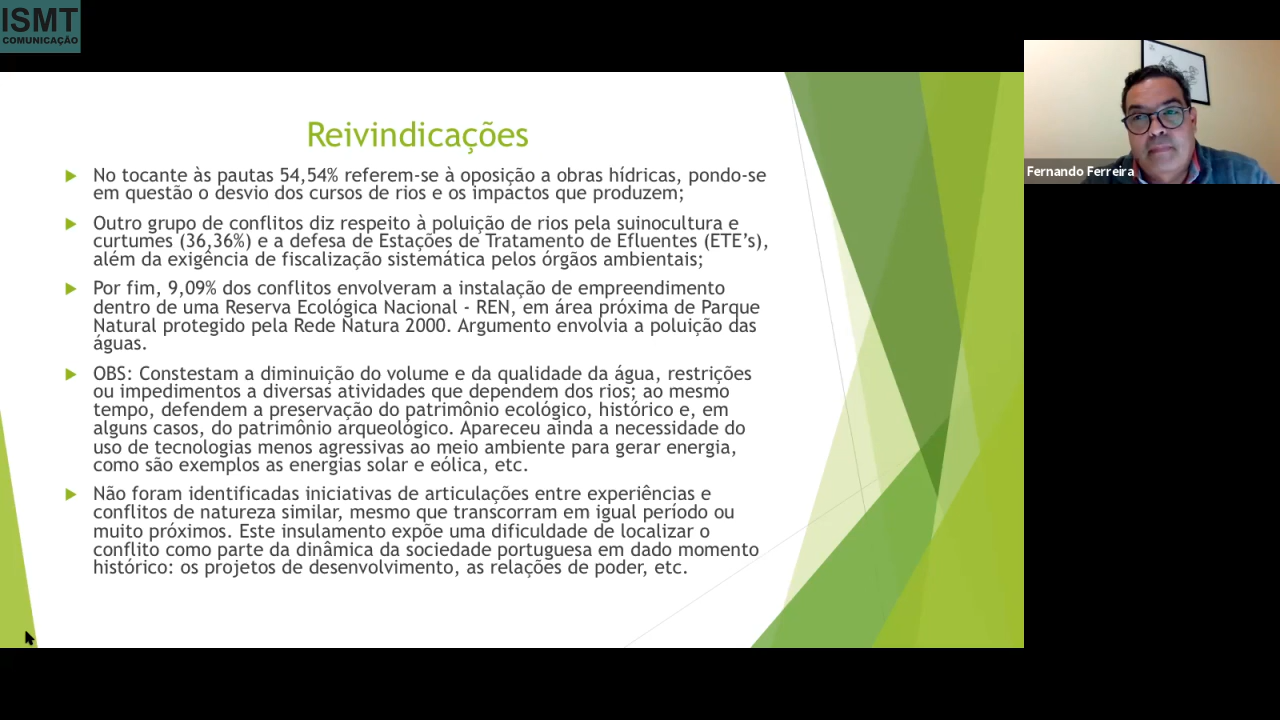 ISMT
COMUNICAÇÃO
Reivindicações
No tocante às pautas 54,54% referem-se à oposição a obras hídricas, pondo-se
em questão o desvio dos cursos de rios e os impactos que produzem;
Outro grupo de conflitos diz respeito à poluição de rios pela suinocultura e
curtumes (36,36%) e a defesa de Estações de Tratamento de Efluentes (ETE’s),
além da exigência de fiscalização sistemática pelos órgãos ambientais;
Por fim, 9,09% dos conflitos envolveram a instalação de empreendimento
dentro de uma Reserva Ecológica Nacional - REN, em área próxima de Parque
Natural protegido pela Rede Natura 2000. Argumento envolvia a poluição das
águas.
OBS: Constestam a diminuição do volume e da qualidade da água, restrições
ou impedimentos a diversas atividades que dependem dos rios; ao mesmo
tempo, defendem a preservação do patrimônio ecológico, histórico e, em
alguns casos, do patrimônio arqueológico. Apareceu ainda a necessidade do
uso de tecnologias menos agressivas ao meio ambiente para gerar energia,
como são exemplos as energias solar e eólica, etc.
Não foram identificadas iniciativas de articulações entre experiências e
conflitos de natureza similar, mesmo que transcorram em igual período ou
muito próximos. Este insulamento expõe uma dificuldade de localizar o
conflito como parte da dinâmica da sociedade portuguesa em dado momento
histórico: os projetos de desenvolvimento, as relações de poder, etc.
Fernando Ferreira